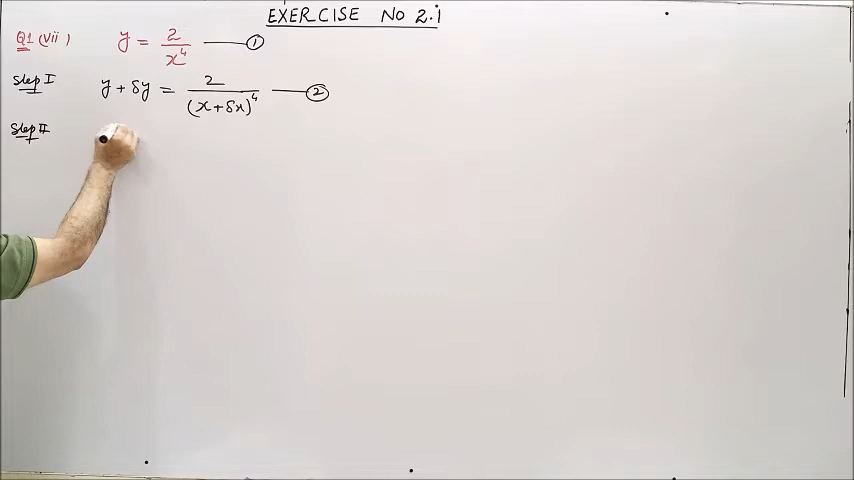 EXERCISE No 2.1
Q1 (vii) y = 2/x⁴ —— ①
Step I y + δy = 2/(x + δx)⁴ —— ②
Step II